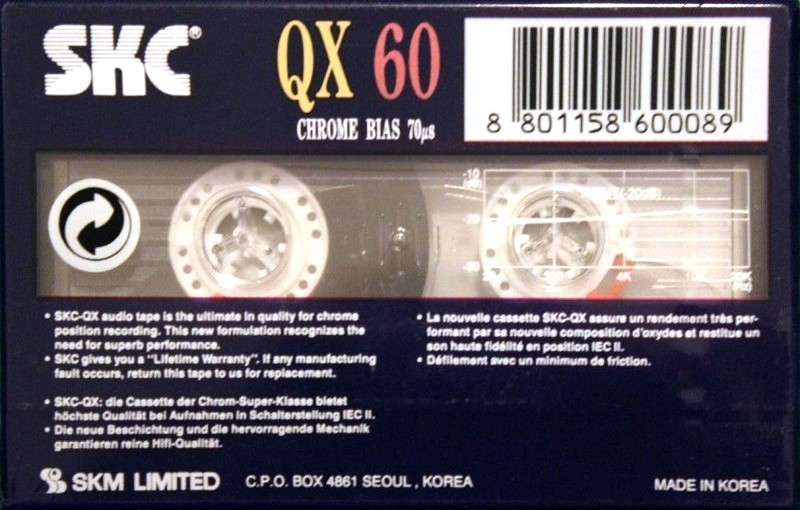 SKC®
QX 60
CHROME BIAS 70µs
8 801158 600089
-10
(dB)
-20
-30
4K
20K
(Hz)
• SKC-QX audio tape is the ultimate in quality for chrome
position recording. This new formulation recognizes the
need for superb performance.
• SKC gives you a "Lifetime Warranty". If any manufacturing
fault occurs, return this tape to us for replacement.
• SKC-QX: die Cassette der Chrom-Super-Klasse bietet
höchste Qualität bei Aufnahmen in Schalterstellung IEC II.
• Die neue Beschichtung und die hervorragende Mechanik
garantieren reine Hifi-Qualität.
• La nouvelle cassette SKC-QX assure un rendement très per-
formant par sa nouvelle composition d'oxydes et restitue un
son haute fidélité en position IEC II.
• Défilement avec un minimum de friction.
SKM LIMITED C.P.O. BOX 4861 SEOUL , KOREA MADE IN KOREA